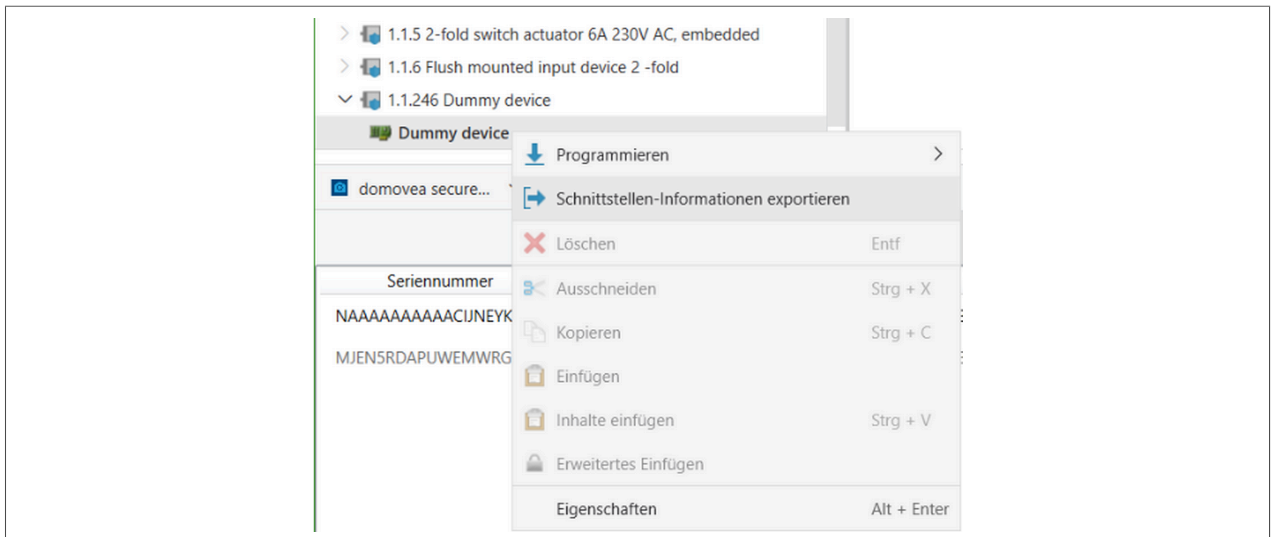 1.1.5 2-fold switch actuator 6A 230V AC, embedded
1.1.6 Flush mounted input device 2 -fold
1.1.246 Dummy device
Dummy device
Programmieren
domovea secure...
Schnittstellen-Informationen exportieren
Löschen Entf
Seriennummer
Ausschneiden Strg + X
NAAAAAAAAAACIJNEYK
Kopieren Strg + C
MJEN5RDAPUWEMWRG
Einfügen
Inhalte einfügen Strg + V
Erweitertes Einfügen
Eigenschaften Alt + Enter